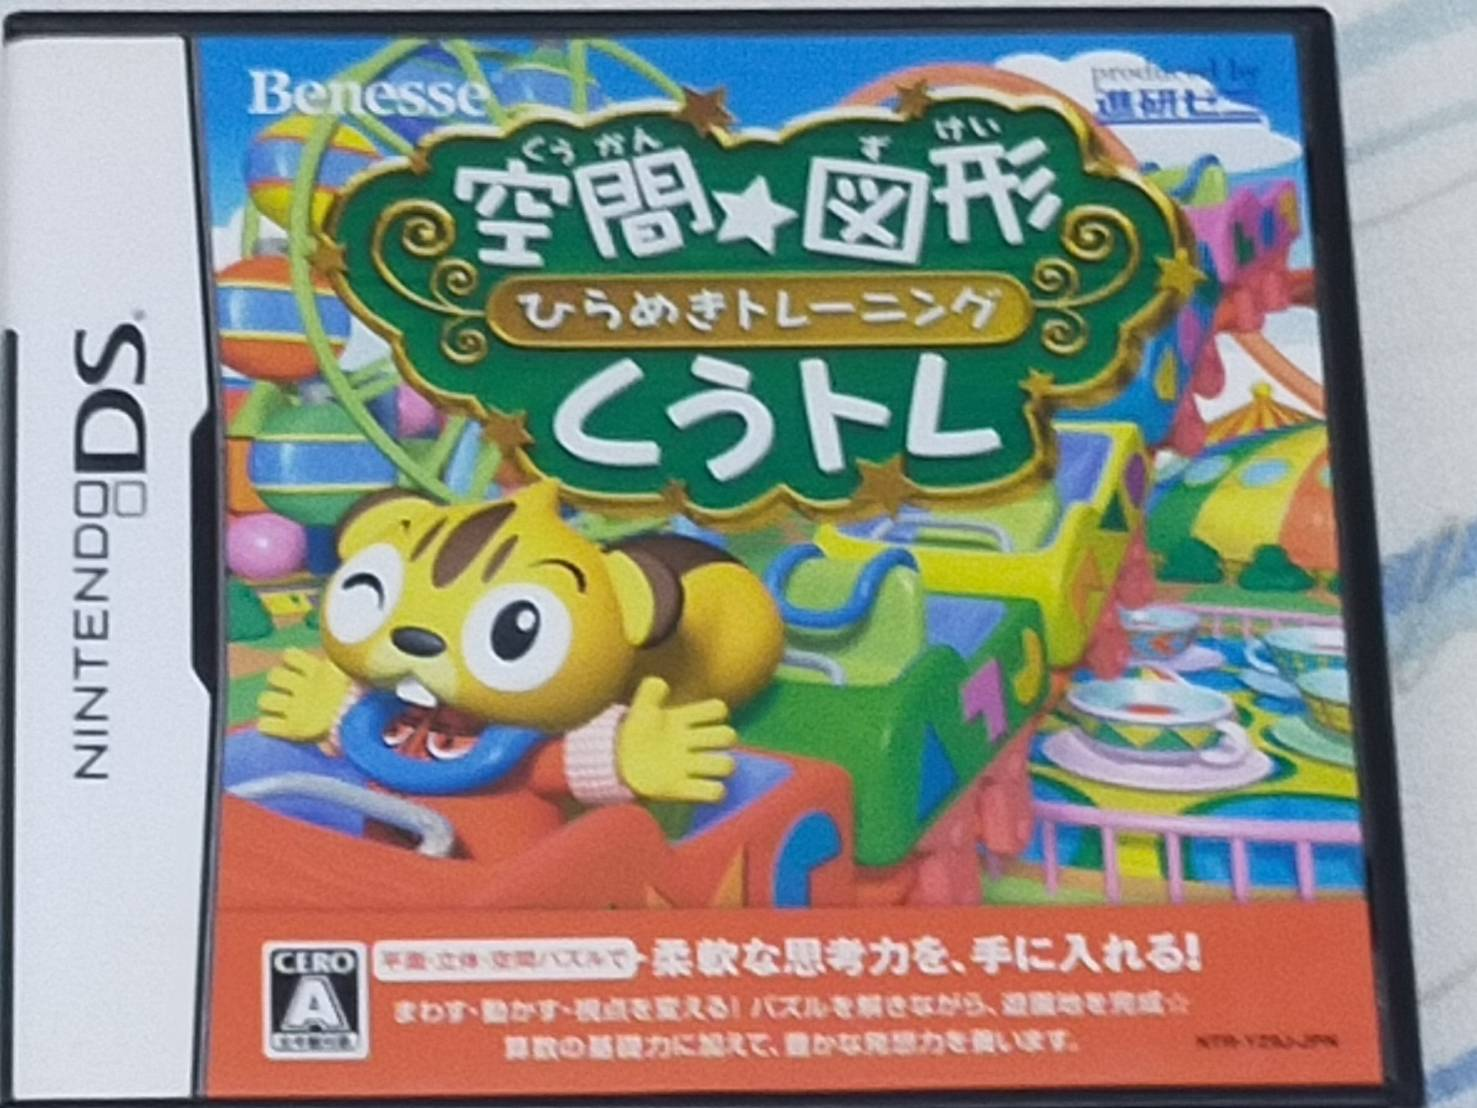 NINTENDODS
Benesse
produced by
進研ゼミ
くうかん ずけい
空間★図形
ひらめきトレーニング
くうトレ
CERO
A
平面・立体・空間パズルで
柔軟な思考力を、手に入れる!
まわす・動かす・視点を変える! パズルを解きながら、遊園地を完成☆
算数の基礎力に加えて、豊かな発想力を養います。